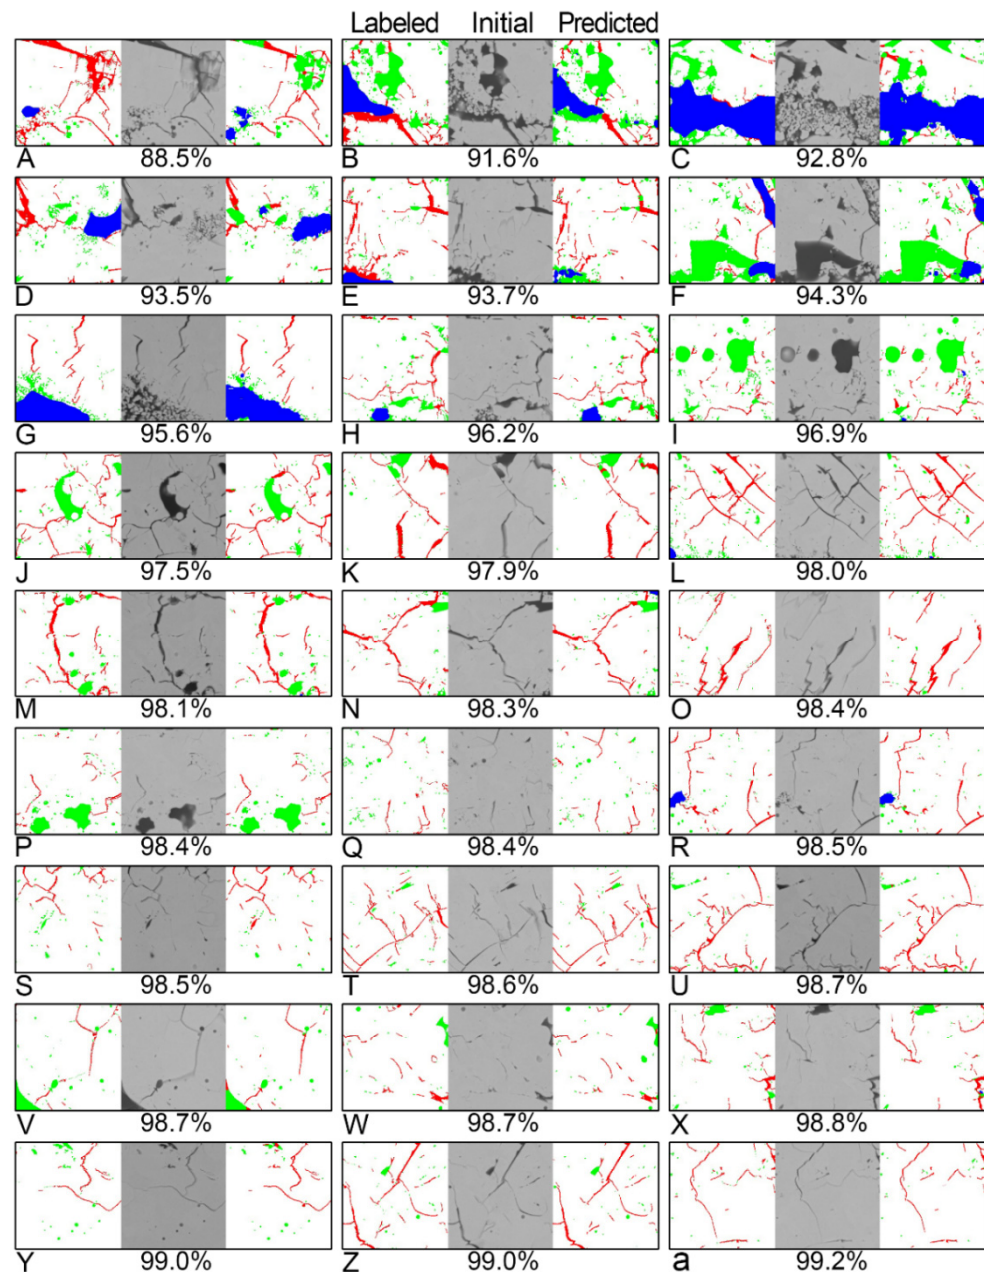 Labeled Initial Predicted
A 88.5% B 91.6% C 92.8%
D 93.5% E 93.7% F 94.3%
G 95.6% H 96.2% I 96.9%
J 97.5% K 97.9% L 98.0%
M 98.1% N 98.3% O 98.4%
P 98.4% Q 98.4% R 98.5%
S 98.5% T 98.6% U 98.7%
V 98.7% W 98.7% X 98.8%
Y 99.0% Z 99.0% a 99.2%